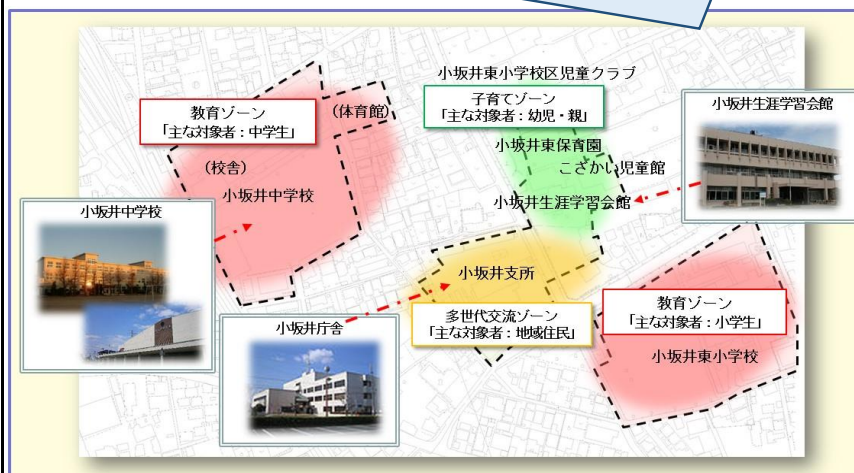 小坂井東小学校区児童クラブ
教育ゾーン
「主な対象者：中学生」
(体育館)
子育てゾーン
「主な対象者：幼児・親」
小坂井生涯学習会館
小坂井東保育園
(校舎)
こざかい児童館
小坂井中学校
小坂井生涯学習会館
小坂井中学校
小坂井支所
教育ゾーン
「主な対象者：小学生」
小坂井庁舎
多世代交流ゾーン
「主な対象者：地域住民」
小坂井東小学校